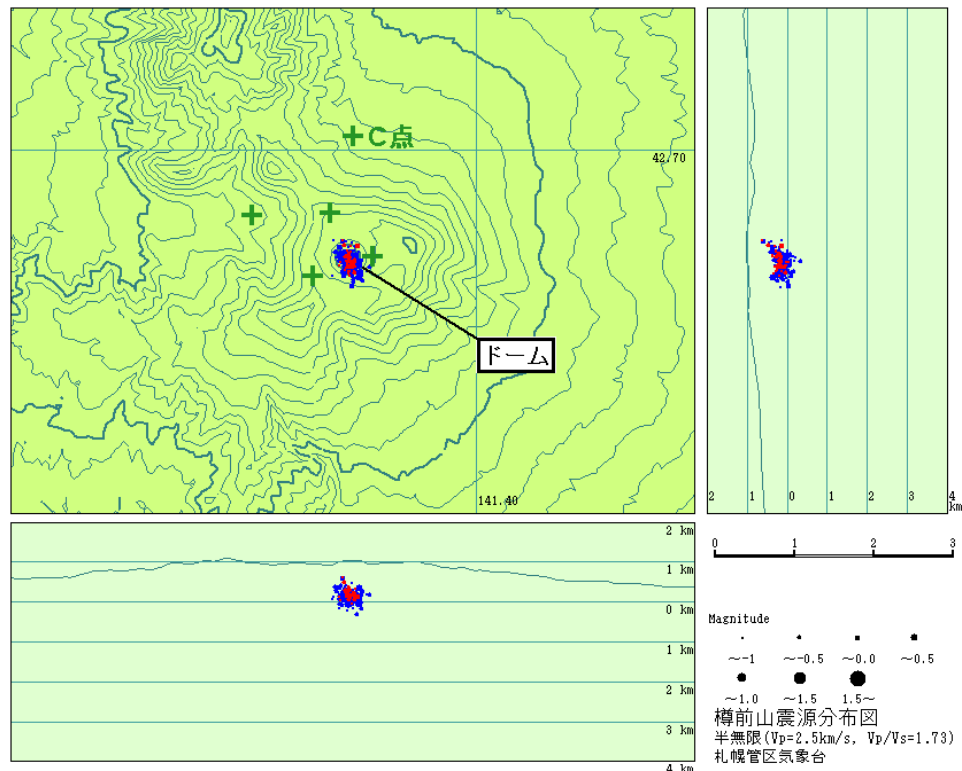 C点
42.70
ドーム
141.40
2 1 0 1 2 3 4
km
2 km
1 km
0 km
1 km
2 km
3 km
4 km
0 1 2 3
Magnitude
～-1 ～-0.5 ～0.0 ～0.5
～1.0 ～1.5 1.5～
樽前山震源分布図
半無限(Vp=2.5km/s, Vp/Vs=1.73)
札幌管区気象台